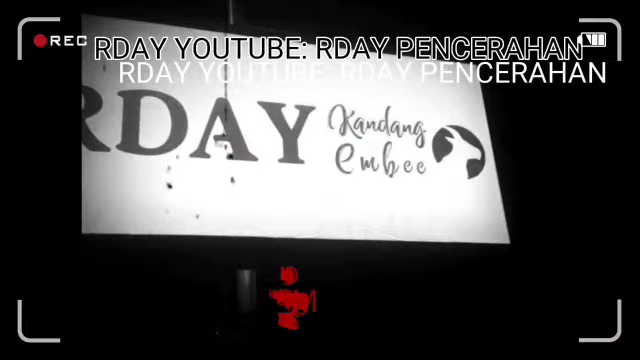 REC
RDAY YOUTUBE: RDAY PENCERAHAN
RDAY YOUTUBE: RDAY PENCERAHAN
RDAY
Kandang
Embee